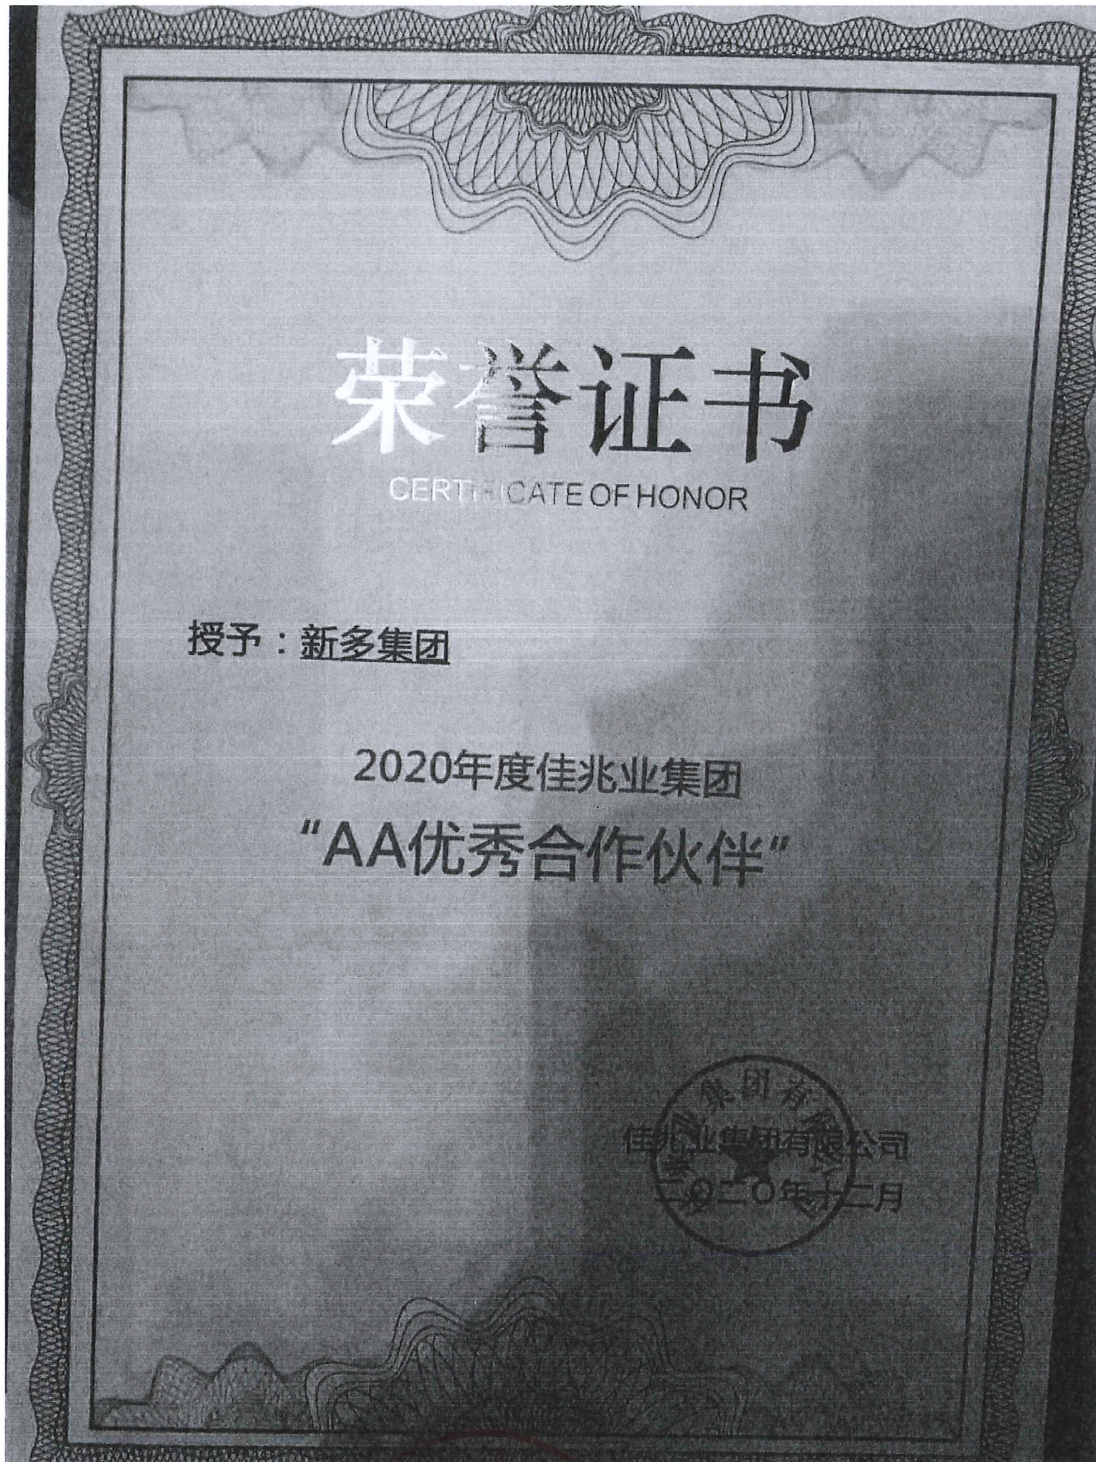 荣誉证书
CERTIFICATE OF HONOR
授予：新多集团
2020年度佳兆业集团
“AA优秀合作伙伴”
佳兆业集团有限公司
二〇二〇年十二月